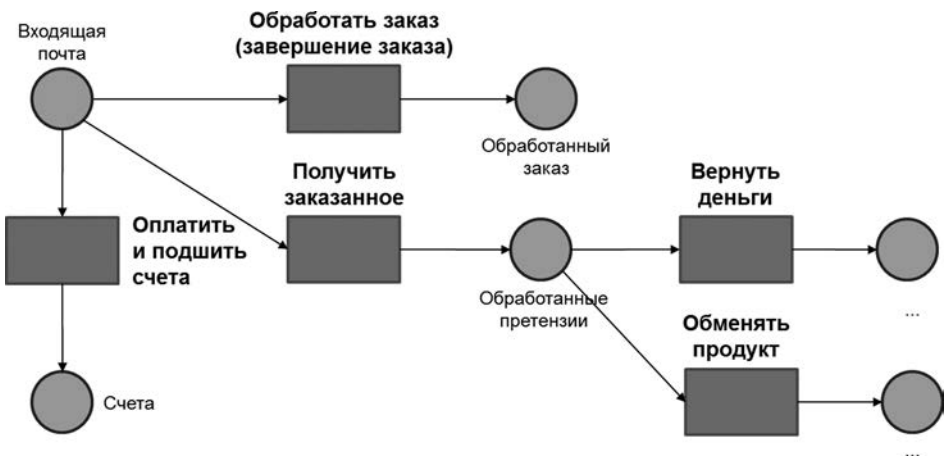 Входящая
почта
Обработать заказ
(завершение заказа)
Обработанный
заказ
Получить
заказанное
Вернуть
деньги
Оплатить
и подшить
счета
Обработанные
претензии
...
Обменять
продукт
Счета
...